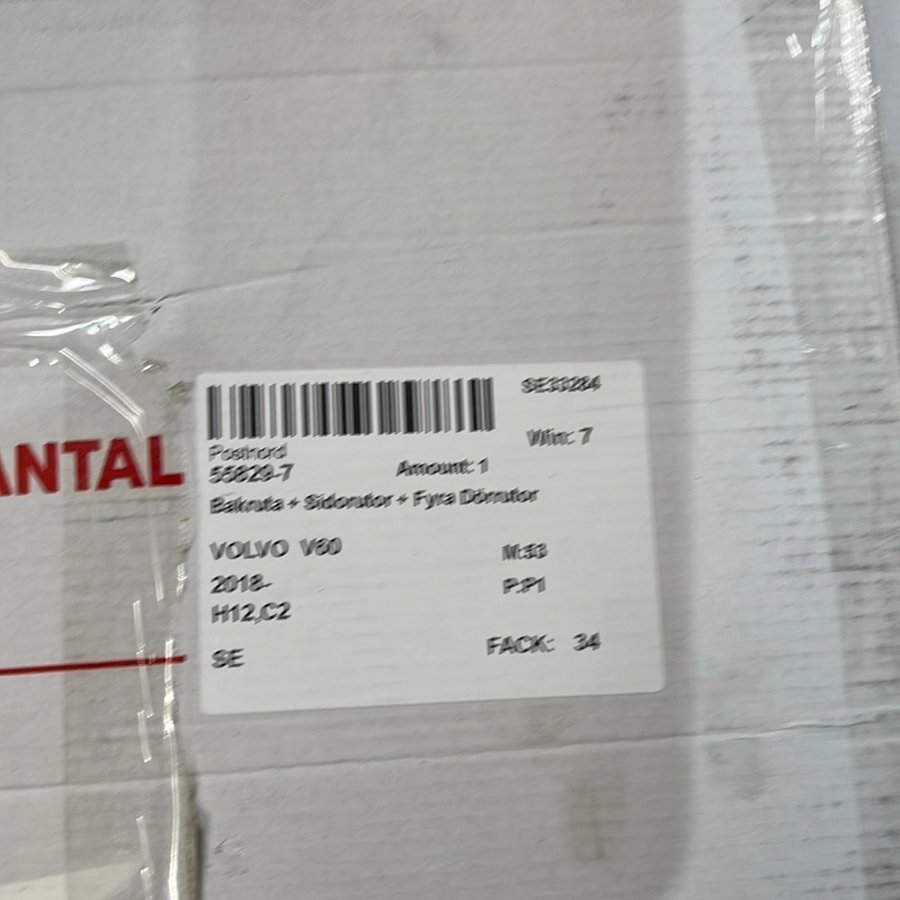 ANTAL
SE33284
Win: 7
Postnord
55829-7
Amount: 1
Bakruta + Sidorutor + Fyra Dörrutor
VOLVO V60
M:53
2018-
P:P1
H12,C2
SE
FACK: 34